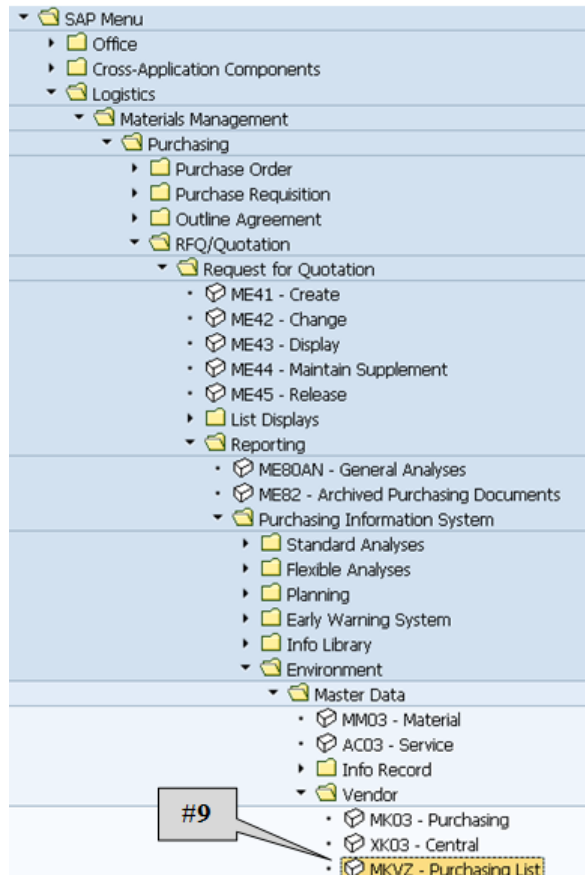 SAP Menu
Office
Cross-Application Components
Logistics
Materials Management
Purchasing
Purchase Order
Purchase Requisition
Outline Agreement
RFQ/Quotation
Request for Quotation
ME41 - Create
ME42 - Change
ME43 - Display
ME44 - Maintain Supplement
ME45 - Release
List Displays
Reporting
ME80AN - General Analyses
ME82 - Archived Purchasing Documents
Purchasing Information System
Standard Analyses
Flexible Analyses
Planning
Early Warning System
Info Library
Environment
Master Data
MM03 - Material
AC03 - Service
Info Record
Vendor
#9
MK03 - Purchasing
XK03 - Central
MKVZ - Purchasing List